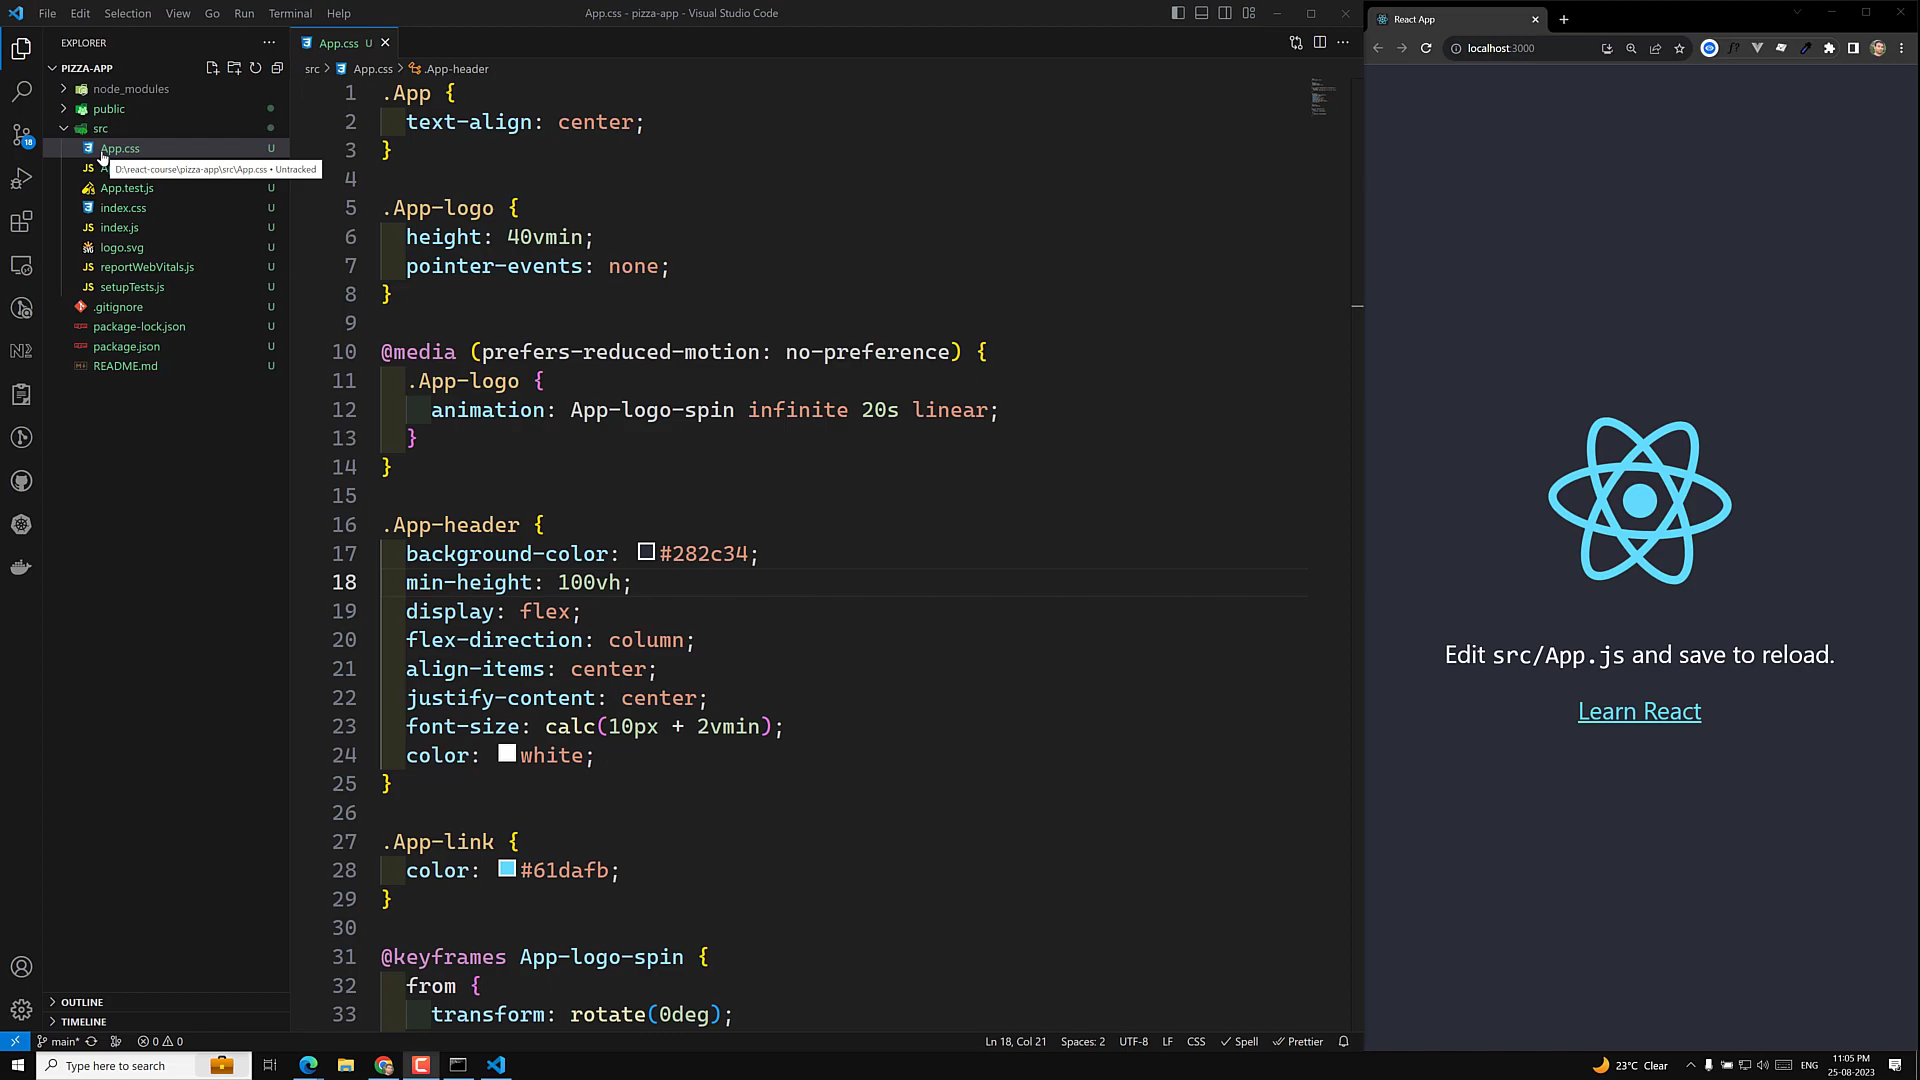 File Edit Selection View Go Run Terminal Help
App.css - pizza-app - Visual Studio Code
EXPLORER
PIZZA-APP
node_modules
public
src
App.css U
D:\react-course\pizza-app\src\App.css • Untracked
App.test.js U
index.css U
index.js U
logo.svg U
reportWebVitals.js U
setupTests.js U
.gitignore U
package-lock.json U
package.json U
README.md U
OUTLINE
TIMELINE
18
App.css U
src > App.css > .App-header
1 .App {
2 text-align: center;
3 }
4
5 .App-logo {
6 height: 40vmin;
7 pointer-events: none;
8 }
9
10 @media (prefers-reduced-motion: no-preference) {
11 .App-logo {
12 animation: App-logo-spin infinite 20s linear;
13 }
14 }
15
16 .App-header {
17 background-color: #282c34;
18 min-height: 100vh;
19 display: flex;
20 flex-direction: column;
21 align-items: center;
22 justify-content: center;
23 font-size: calc(10px + 2vmin);
24 color: white;
25 }
26
27 .App-link {
28 color: #61dafb;
29 }
30
31 @keyframes App-logo-spin {
32 from {
33 transform: rotate(0deg);
main* 0 0
Ln 18, Col 21 Spaces: 2 UTF-8 LF CSS Spell Prettier
React App
localhost:3000
Edit src/App.js and save to reload.
Learn React
Type here to search
23°C Clear
ENG
11:05 PM
25-08-2023